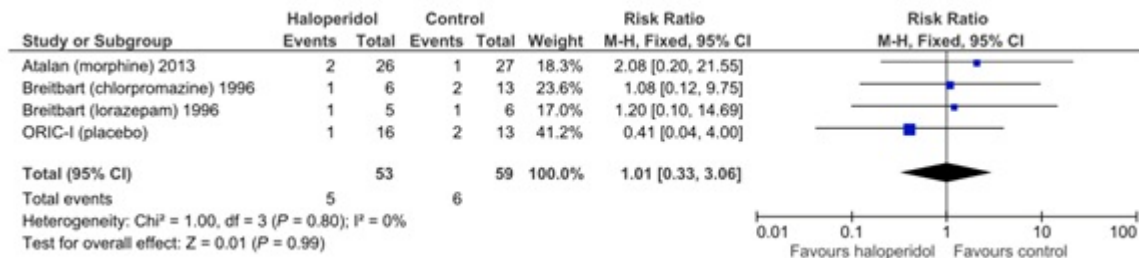 Haloperidol Control Risk Ratio Risk Ratio
Study or Subgroup Events Total Events Total Weight M-H, Fixed, 95% CI M-H, Fixed, 95% CI
Atalan (morphine) 2013 2 26 1 27 18.3% 2.08 [0.20, 21.55]
Breitbart (chlorpromazine) 1996 1 6 2 13 23.6% 1.08 [0.12, 9.75]
Breitbart (lorazepam) 1996 1 5 1 6 17.0% 1.20 [0.10, 14.69]
ORIC-I (placebo) 1 16 2 13 41.2% 0.41 [0.04, 4.00]
Total (95% CI) 53 59 100.0% 1.01 [0.33, 3.06]
Total events 5 6
Heterogeneity: Chi² = 1.00, df = 3 (P = 0.80); I² = 0%
Test for overall effect: Z = 0.01 (P = 0.99)
0.01 0.1 1 10 100
Favours haloperidol Favours control